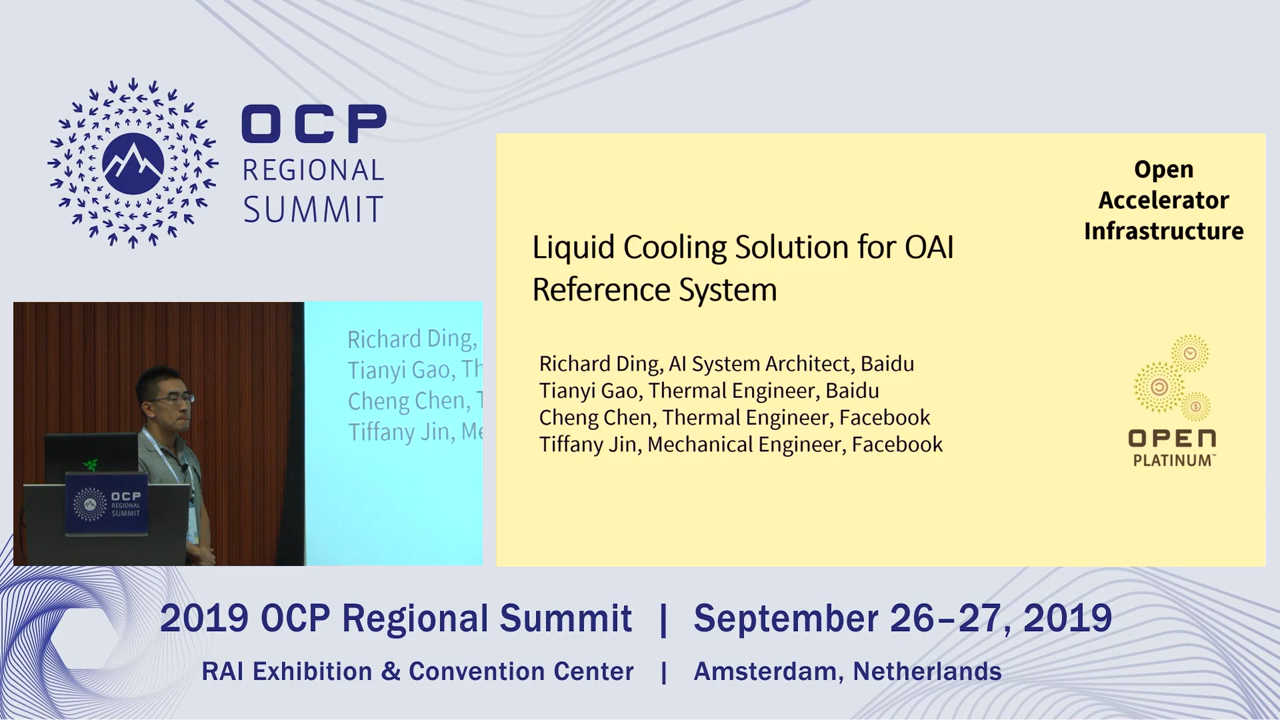 OCP
REGIONAL
SUMMIT
Open
Accelerator
Infrastructure
Liquid Cooling Solution for OAI
Reference System
Richard Ding, AI System Architect, Baidu
Tianyi Gao, Thermal Engineer, Baidu
Cheng Chen, Thermal Engineer, Facebook
Tiffany Jin, Mechanical Engineer, Facebook
OPEN
PLATINUM™
Richard Ding,
Tianyi Gao, Th
Cheng Chen, T
Tiffany Jin, Me
OCP
REGIONAL
SUMMIT
2019 OCP Regional Summit | September 26–27, 2019
RAI Exhibition & Convention Center | Amsterdam, Netherlands